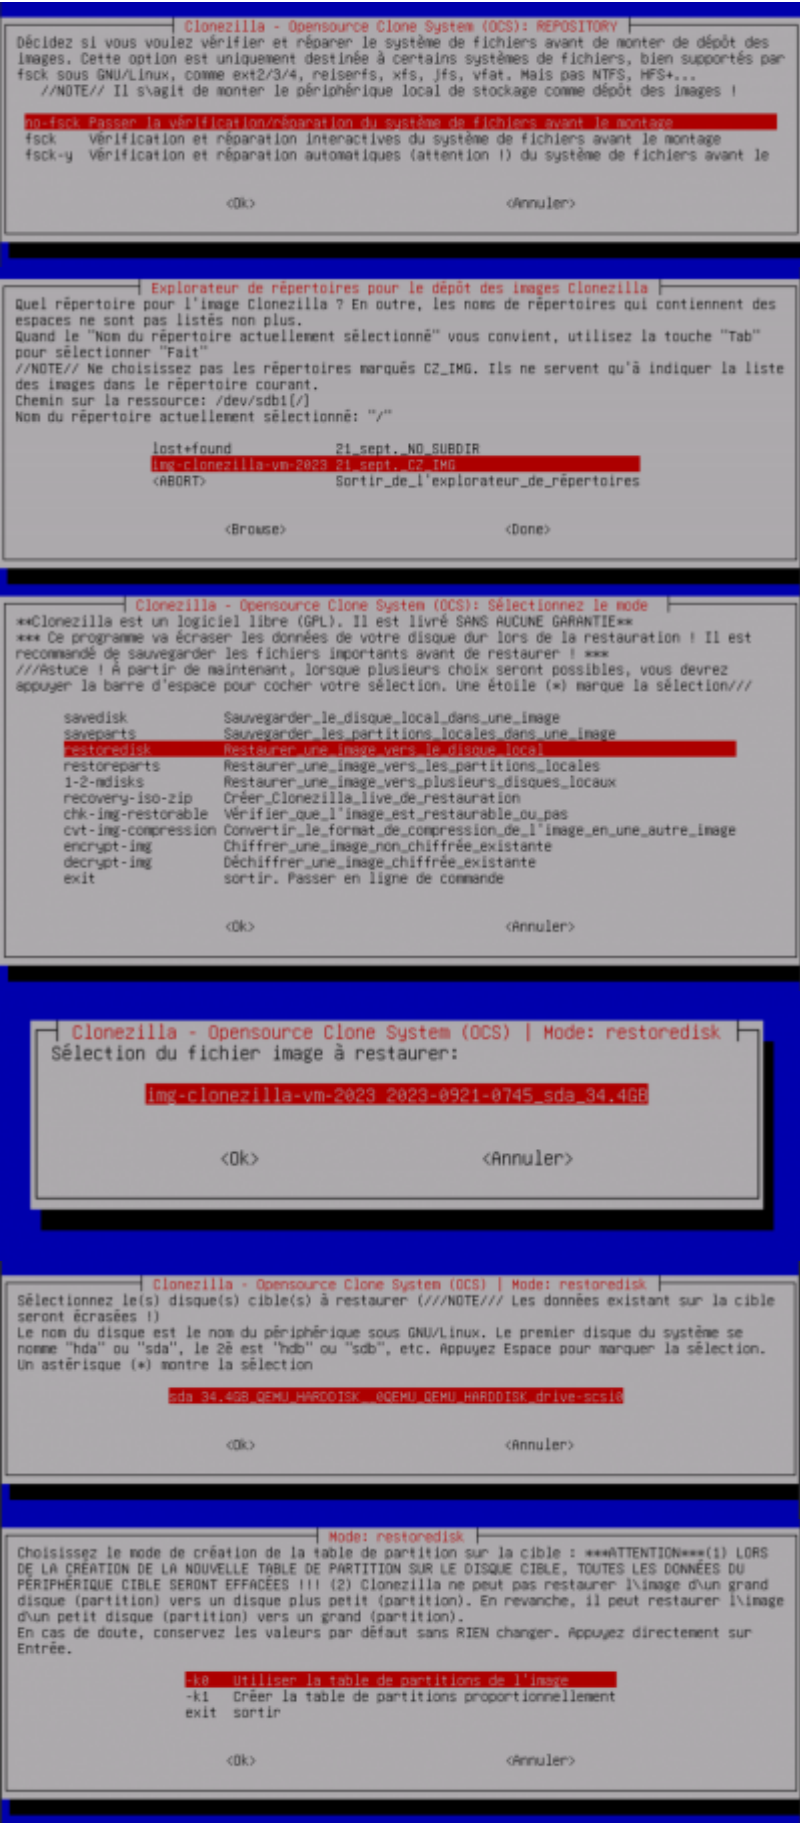 Clonezilla - Opensource Clone System (OCS): REPOSITORY
Décidez si vous voulez vérifier et réparer le système de fichiers avant de monter de dépôt des
images. Cette option est uniquement destinée à certains systèmes de fichiers, bien supportés par
fsck sous GNU/Linux, comme ext2/3/4, reiserfs, xfs, jfs, vfat. Mais pas NTFS, HFS+...
//NOTE// Il s\agit de monter le périphérique local de stockage comme dépôt des images !
no-fsck Passer la vérification/réparation du système de fichiers avant le montage
fsck Vérification et réparation interactives du système de fichiers avant le montage
fsck-y Vérification et réparation automatiques (attention !) du système de fichiers avant le
<Ok> <Annuler>
Explorateur de répertoires pour le dépôt des images Clonezilla
Quel répertoire pour l'image Clonezilla ? En outre, les noms de répertoires qui contiennent des
espaces ne sont pas listés non plus.
Quand le "Nom du répertoire actuellement sélectionné" vous convient, utilisez la touche "Tab"
pour sélectionner "Fait"
//NOTE// Ne choisissez pas les répertoires marqués CZ_IMG. Ils ne servent qu'à indiquer la liste
des images dans le répertoire courant.
Chemin sur la ressource: /dev/sdb1[/]
Nom du répertoire actuellement sélectionné: "/"
lost+found 21_sept._NO_SUBDIR
img-clonezilla-vm-2023 21_sept._CZ_IMG
<ABORT> Sortir_de_l'explorateur_de_répertoires
<Browse> <Done>
Clonezilla - Opensource Clone System (OCS): Sélectionnez le mode
**Clonezilla est un logiciel libre (GPL). Il est livré SANS AUCUNE GARANTIE**
*** Ce programme va écraser les données de votre disque dur lors de la restauration ! Il est
recommandé de sauvegarder les fichiers importants avant de restaurer ! ***
///Astuce ! À partir de maintenant, lorsque plusieurs choix seront possibles, vous devrez
appuyer la barre d'espace pour cocher votre sélection. Une étoile (*) marque la sélection///
savedisk Sauvegarder_le_disque_local_dans_une_image
saveparts Sauvegarder_les_partitions_locales_dans_une_image
restoredisk Restaurer_une_image_vers_le_disque_local
restoreparts Restaurer_une_image_vers_les_partitions_locales
1-2-mdisks Restaurer_une_image_vers_plusieurs_disques_locaux
recovery-iso-zip Créer_Clonezilla_live_de_restauration
chk-img-restorable Vérifier_que_l'image_est_restaurable_ou_pas
cvt-img-compression Convertir_le_format_de_compression_de_l'image_en_une_autre_image
encrypt-img Chiffrer_une_image_non_chiffrée_existante
decrypt-img Déchiffrer_une_image_chiffrée_existante
exit sortir. Passer en ligne de commande
<Ok> <Annuler>
Clonezilla - Opensource Clone System (OCS) | Mode: restoredisk
Sélection du fichier image à restaurer:
img-clonezilla-vm-2023 2023-0921-0745_sda_34.4GB
<Ok> <Annuler>
Clonezilla - Opensource Clone System (OCS) | Mode: restoredisk
Sélectionnez le(s) disque(s) cible(s) à restaurer (///NOTE/// Les données existant sur la cible
seront écrasées !)
Le nom du disque est le nom du périphérique sous GNU/Linux. Le premier disque du système se
nomme "hda" ou "sda", le 2è est "hdb" ou "sdb", etc. Appuyez Espace pour marquer la sélection.
Un astérisque (*) montre la sélection
sda 34.4GB_QEMU_HARDDISK__0QEMU_QEMU_HARDDISK_drive-scsi0
<Ok> <Annuler>
Mode: restoredisk
Choisissez le mode de création de la table de partition sur la cible : ***ATTENTION***(1) LORS
DE LA CRÉATION DE LA NOUVELLE TABLE DE PARTITION SUR LE DISQUE CIBLE, TOUTES LES DONNÉES DU
PÉRIPHÉRIQUE CIBLE SERONT EFFACÉES !!! (2) Clonezilla ne peut pas restaurer l\image d\un grand
disque (partition) vers un disque plus petit (partition). En revanche, il peut restaurer l\image
d\un petit disque (partition) vers un grand (partition).
En cas de doute, conservez les valeurs par défaut sans RIEN changer. Appuyez directement sur
Entrée.
-k0 Utiliser la table de partitions de l'image
-k1 Créer la table de partitions proportionnellement
exit sortir
<Ok> <Annuler>